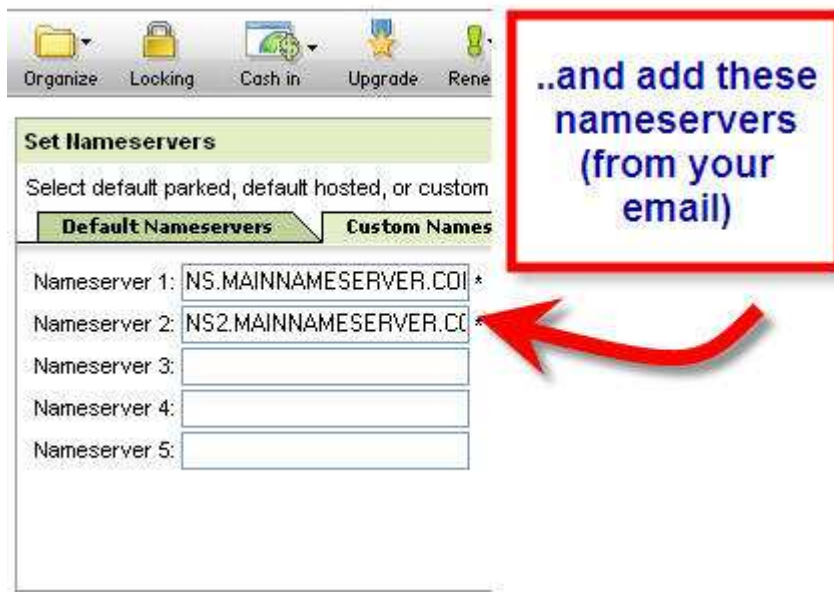 Organize Locking Cash in Upgrade Rene
..and add these
nameservers
(from your
email)
Set Nameservers
Select default parked, default hosted, or custom
Default Nameservers Custom Names
Nameserver 1: NS.MAINNAMESERVER.COI *
Nameserver 2: NS2.MAINNAMESERVER.CC *
Nameserver 3:
Nameserver 4:
Nameserver 5: